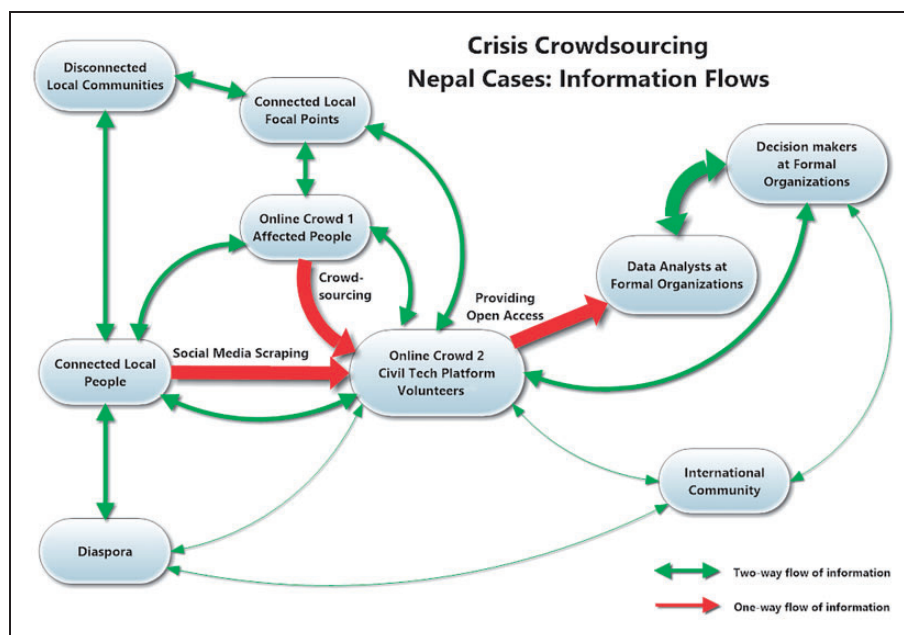 Crisis Crowdsourcing
Nepal Cases: Information Flows
Disconnected
Local Communities
Connected Local
Focal Points
Decision makers
at Formal
Organizations
Online Crowd 1
Affected People
Crowd-
sourcing
Data Analysts at
Formal Organizations
Providing
Open Access
Social Media Scraping
Connected Local
People
Online Crowd 2
Civil Tech Platform
Volunteers
International
Community
Diaspora
Two-way flow of information
One-way flow of information